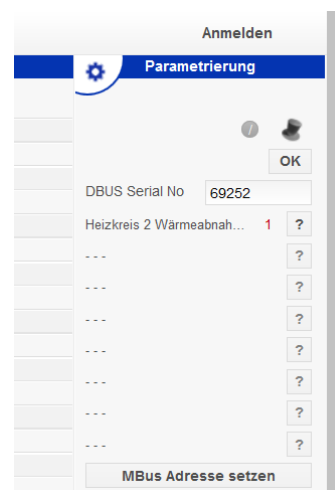 Anmelden
Parametrierung
OK
DBUS Serial No 69252
Heizkreis 2 Wärmeabnah... 1 ?
--- ?
--- ?
--- ?
--- ?
--- ?
--- ?
--- ?
MBus Adresse setzen